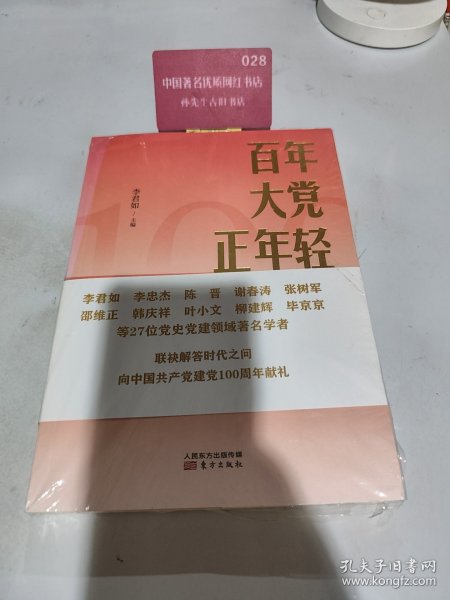 028
中国著名优质网红书店
孙先生古旧书店
百年
大党
正年轻
李君如/主编
100
李君如 李忠杰 陈晋 谢春涛 张树军
邵维正 韩庆祥 叶小文 柳建辉 毕京京
等27位党史党建领域著名学者
联袂解答时代之问
向中国共产党建党100周年献礼
人民东方出版传媒
东方出版社
孔夫子旧书网
www.kongfz.com